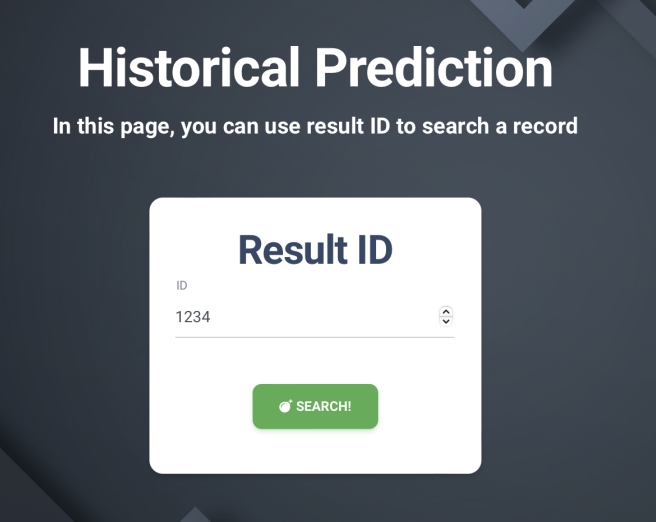 Historical Prediction
In this page, you can use result ID to search a record
Result ID
ID
1234
SEARCH!